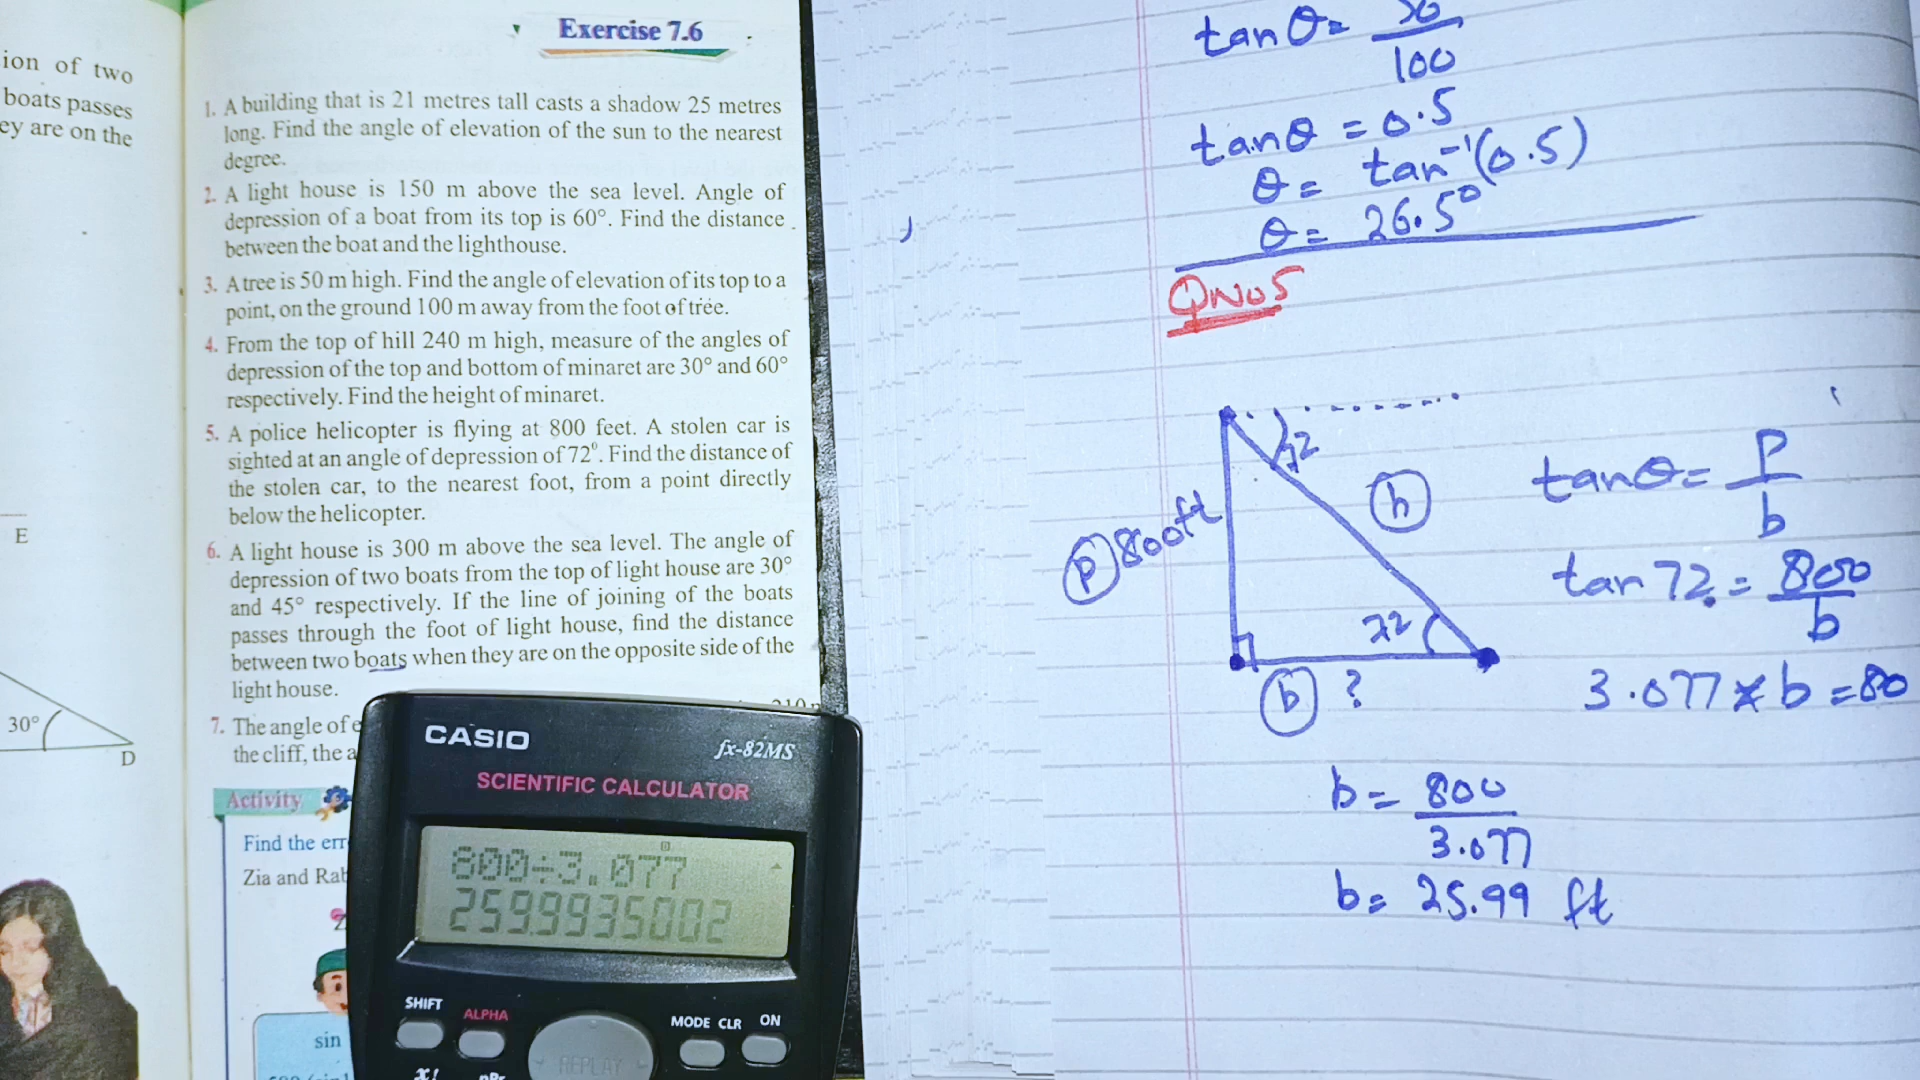 ion of two
boats passes
ey are on the
E
30°
D
Exercise 7.6
1. A building that is 21 metres tall casts a shadow 25 metres
long. Find the angle of elevation of the sun to the nearest
degree.
2. A light house is 150 m above the sea level. Angle of
depression of a boat from its top is 60°. Find the distance
between the boat and the lighthouse.
3. A tree is 50 m high. Find the angle of elevation of its top to a
point, on the ground 100 m away from the foot of tree.
4. From the top of hill 240 m high, measure of the angles of
depression of the top and bottom of minaret are 30° and 60°
respectively. Find the height of minaret.
5. A police helicopter is flying at 800 feet. A stolen car is
sighted at an angle of depression of 72°. Find the distance of
the stolen car, to the nearest foot, from a point directly
below the helicopter.
6. A light house is 300 m above the sea level. The angle of
depression of two boats from the top of light house are 30°
and 45° respectively. If the line of joining of the boats
passes through the foot of light house, find the distance
between two boats when they are on the opposite side of the
light house.
7. The angle of e
the cliff, the a
Activity
Find the err
Zia and Rab
sin
CASIO
fx-82MS
SCIENTIFIC CALCULATOR
800÷3.077
259.9935002
SHIFT
ALPHA
MODE CLR ON
REPLAY
x!
nPr
tanθ= 50
100
tanθ = 0.5
θ= tan⁻¹(0.5)
θ= 26.5°
QNo5
72
h
p 800ft
72
b ?
tanθ= P
b
tan 72 = 800
b
3.077 × b = 80
b= 800
3.077
b= 25.99 ft